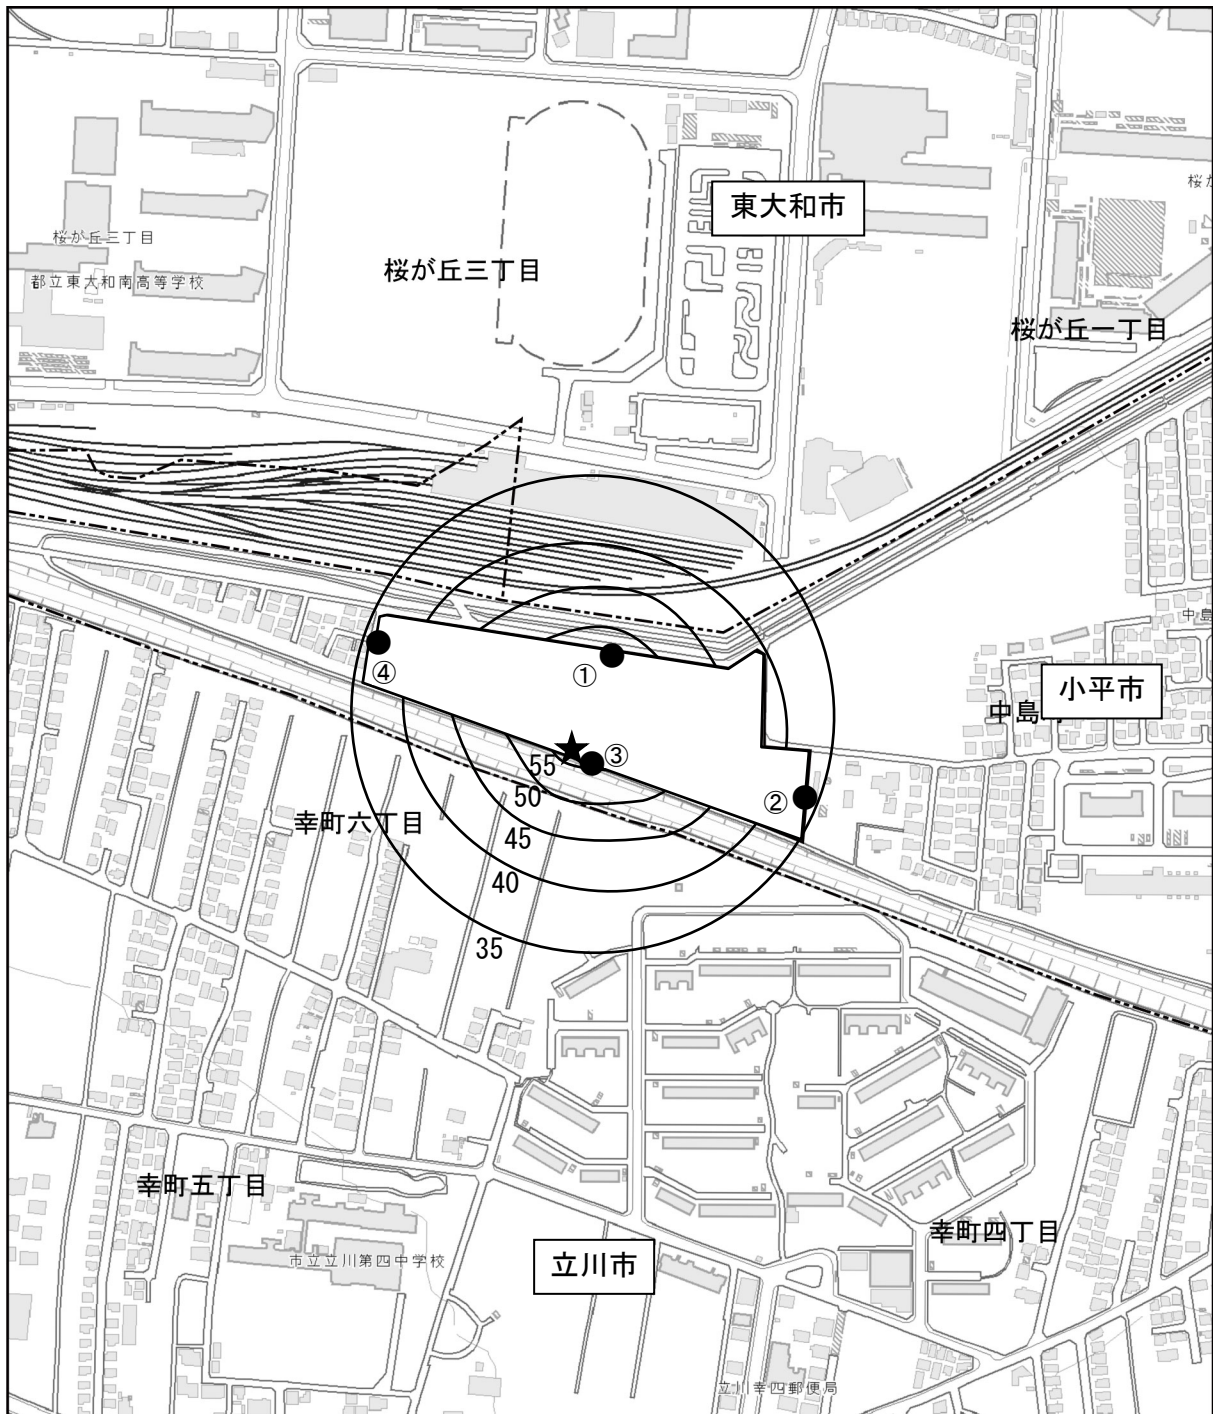 東大和市
桜が丘三丁目
桜が丘三丁目
都立東大和南高等学校
桜が丘一丁目
④
①
小平市
中島
③
55
50
②
幸町六丁目
45
40
35
幸町五丁目
幸町四丁目
市立立川第四中学校
立川市
立川幸四郵便局